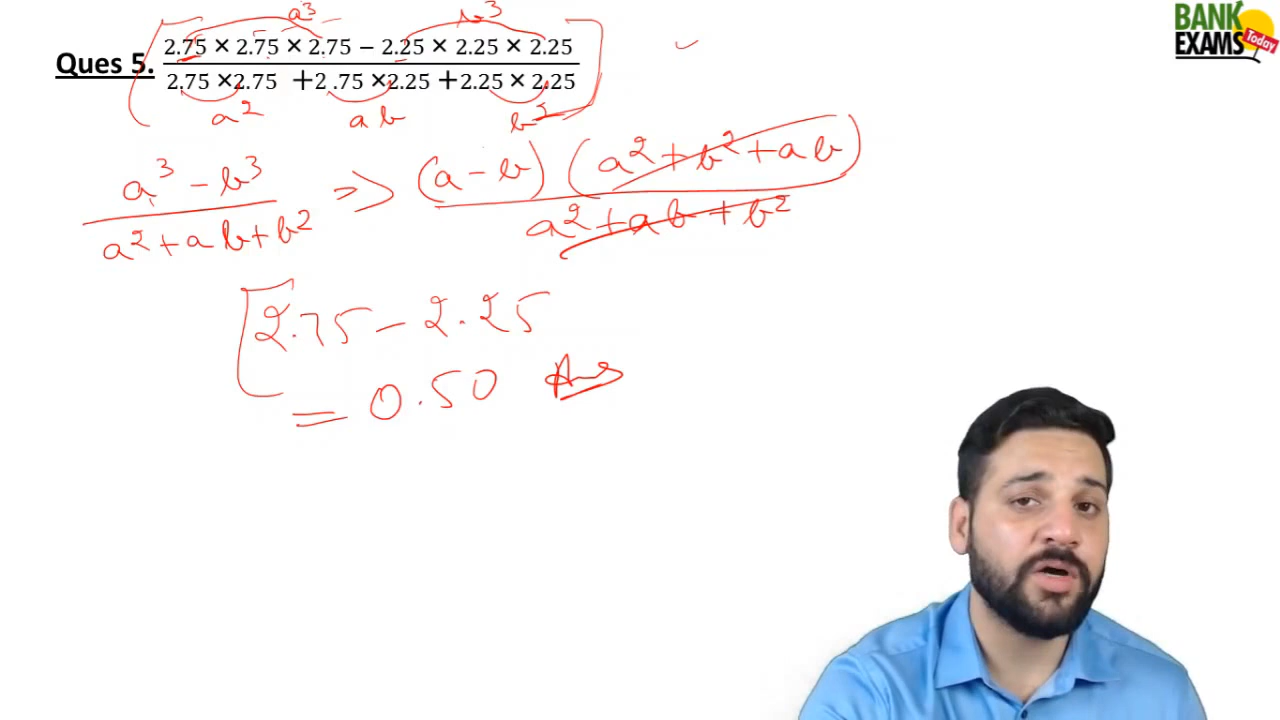 BANK
EXAMS Today
a³ b³
Ques 5. 2.75 × 2.75 × 2.75 − 2.25 × 2.25 × 2.25
2.75 ×2.75 +2 .75 ×2.25 +2.25 × 2.25
a² ab b²
a³ − b³ => (a − b) (a² + b² + ab)
a² + ab + b² a² + ab + b²
2.75 − 2.25
= 0.50 Ans